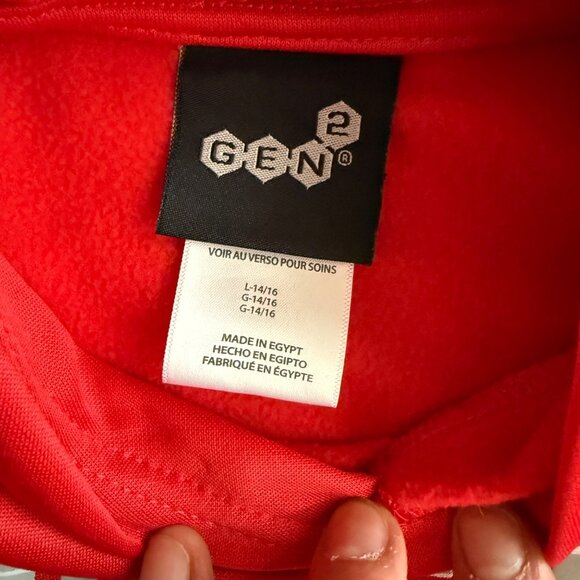 GEN2®
VOIR AU VERSO POUR SOINS
L-14/16
G-14/16
G-14/16
MADE IN EGYPT
HECHO EN EGIPTO
FABRIQUÉ EN ÉGYPTE